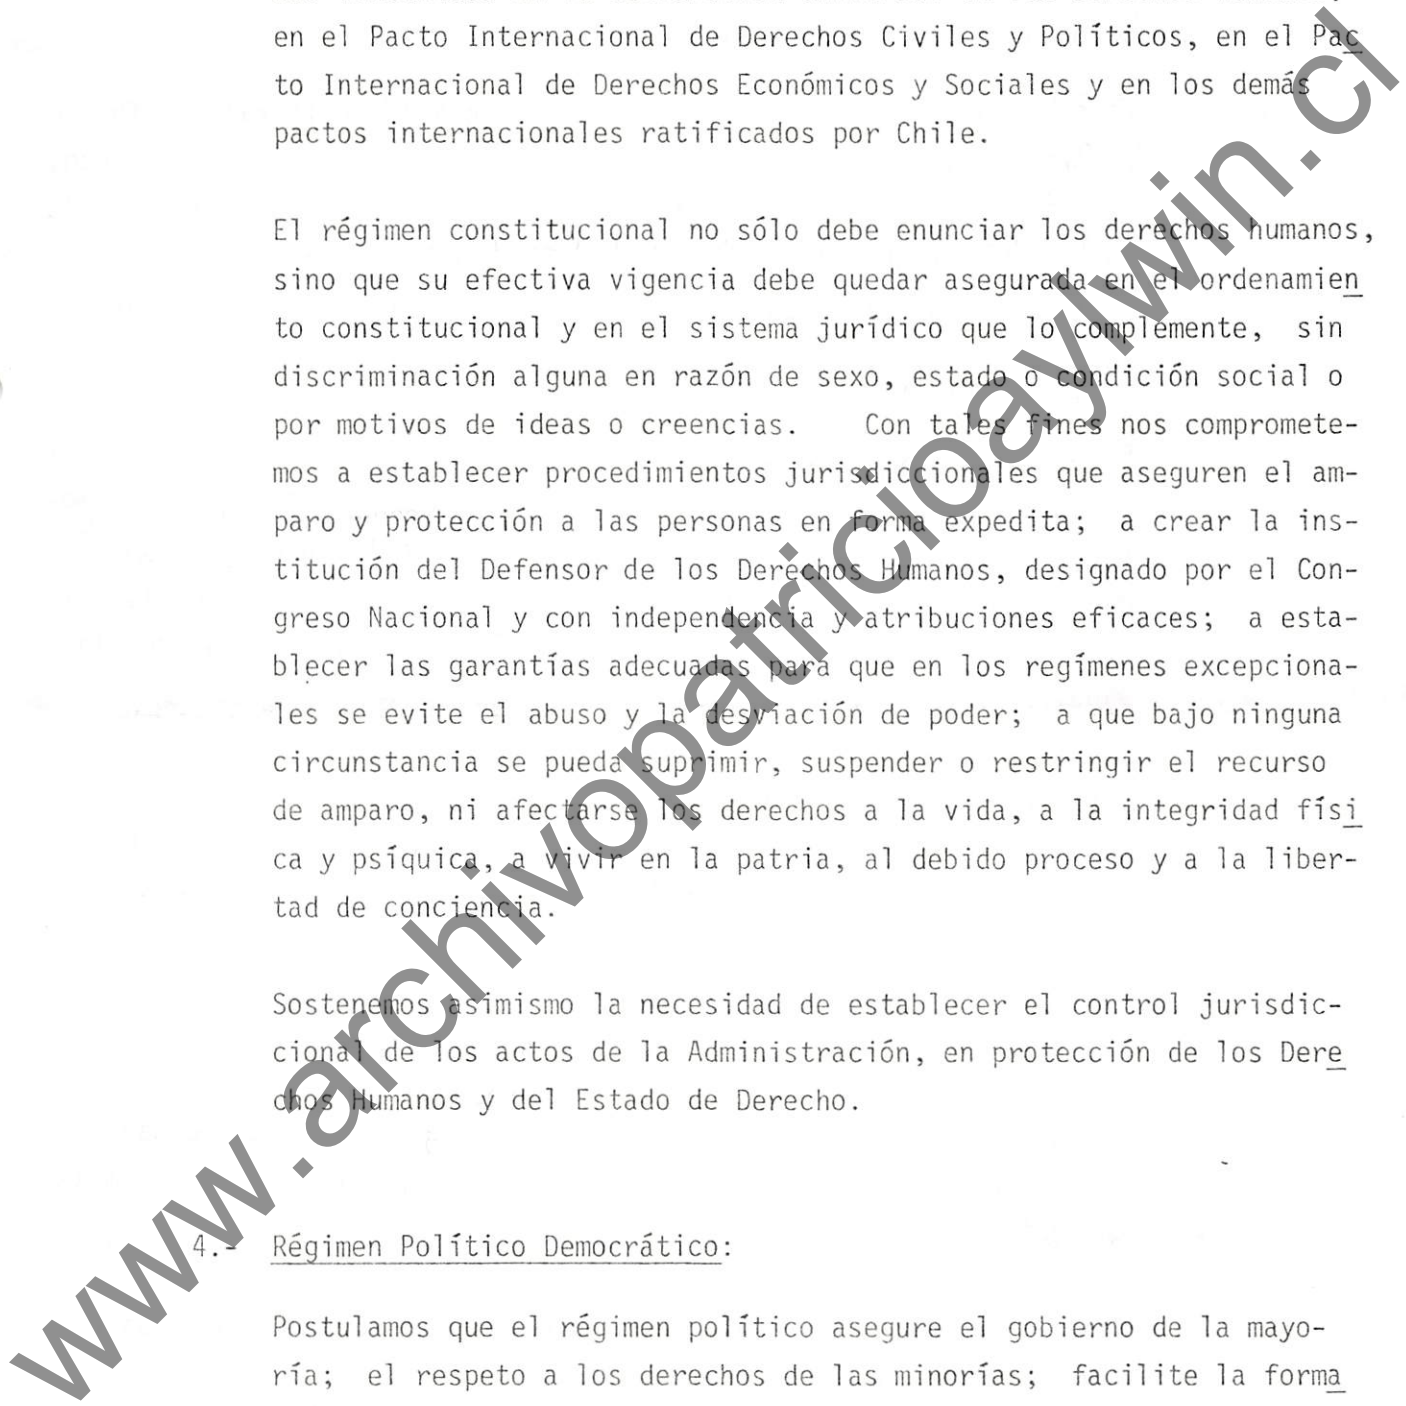 en el Pacto Internacional de Derechos Civiles y Políticos, en el Pac
to Internacional de Derechos Económicos y Sociales y en los demás
pactos internacionales ratificados por Chile.
El régimen constitucional no sólo debe enunciar los derechos humanos,
sino que su efectiva vigencia debe quedar asegurada en el ordenamien
to constitucional y en el sistema jurídico que lo complemente, sin
discriminación alguna en razón de sexo, estado o condición social o
por motivos de ideas o creencias. Con tales fines nos compromete-
mos a establecer procedimientos jurisdiccionales que aseguren el am-
paro y protección a las personas en forma expedita; a crear la ins-
titución del Defensor de los Derechos Humanos, designado por el Con-
greso Nacional y con independencia y atribuciones eficaces; a esta-
blecer las garantías adecuadas para que en los regímenes excepciona-
les se evite el abuso y la desviación de poder; a que bajo ninguna
circunstancia se pueda suprimir, suspender o restringir el recurso
de amparo, ni afectarse los derechos a la vida, a la integridad físi
ca y psíquica, a vivir en la patria, al debido proceso y a la liber-
tad de conciencia.
Sostenemos asimismo la necesidad de establecer el control jurisdic-
cional de los actos de la Administración, en protección de los Dere
chos Humanos y del Estado de Derecho.
4.- Régimen Político Democrático:
Postulamos que el régimen político asegure el gobierno de la mayo-
ría; el respeto a los derechos de las minorías; facilite la forma
www.archivopatricioaylwin.cl